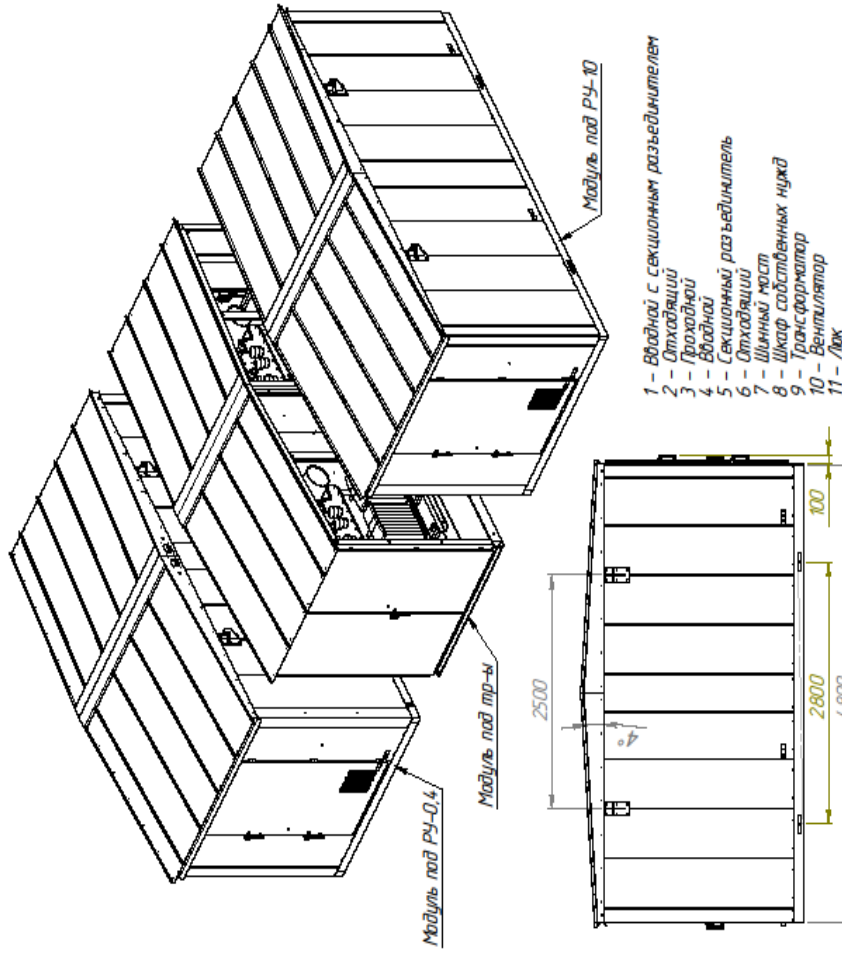 Модуль под РУ-10
Модуль под тр-ы
Модуль под РУ-0,4
1 - Вводной с секционным разъединителем
2 - Отходящий
3 - Проходной
4 - Вводной
5 - Секционный разъединитель
6 - Отходящий
7 - Шинный мост
8 - Шкаф собственных нужд
9 - Трансформатор
10 - Вентилятор
11 - Люк
2500
4°
100
2800